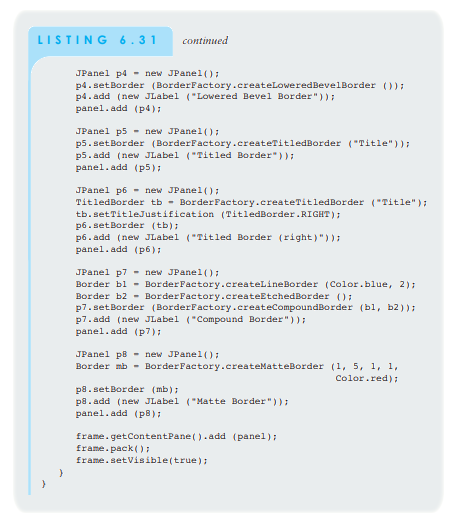 LISTING 6.31 continued
JPanel p4 = new JPanel();
p4.setBorder (BorderFactory.createLoweredBevelBorder ());
p4.add (new JLabel ("Lowered Bevel Border"));
panel.add (p4);
JPanel p5 = new JPanel();
p5.setBorder (BorderFactory.createTitledBorder ("Title"));
p5.add (new JLabel ("Titled Border"));
panel.add (p5);
JPanel p6 = new JPanel();
TitledBorder tb = BorderFactory.createTitledBorder ("Title");
tb.setTitleJustification (TitledBorder.RIGHT);
p6.setBorder (tb);
p6.add (new JLabel ("Titled Border (right)"));
panel.add (p6);
JPanel p7 = new JPanel();
Border b1 = BorderFactory.createLineBorder (Color.blue, 2);
Border b2 = BorderFactory.createEtchedBorder ();
p7.setBorder (BorderFactory.createCompoundBorder (b1, b2));
p7.add (new JLabel ("Compound Border"));
panel.add (p7);
JPanel p8 = new JPanel();
Border mb = BorderFactory.createMatteBorder (1, 5, 1, 1,
Color.red);
p8.setBorder (mb);
p8.add (new JLabel ("Matte Border"));
panel.add (p8);
frame.getContentPane().add (panel);
frame.pack();
frame.setVisible(true);
}
}